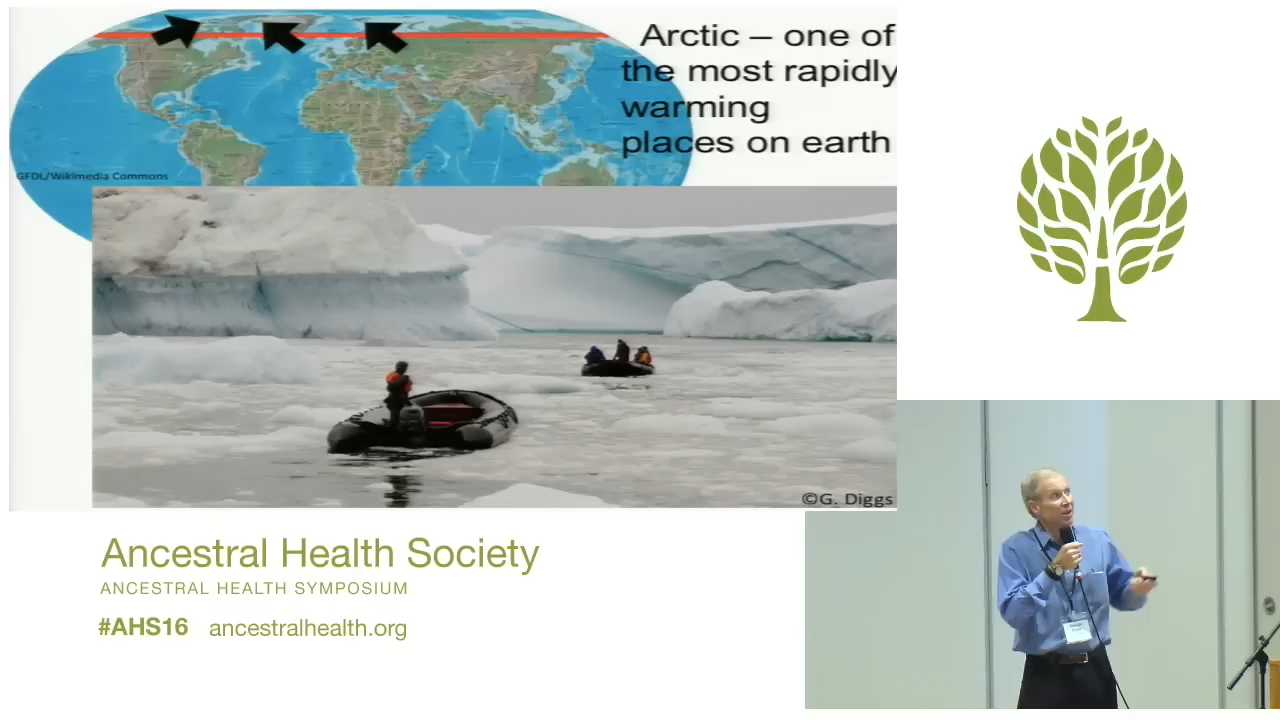 Arctic – one of
the most rapidly
warming
places on earth
GFDL/Wikimedia Commons
©G. Diggs
Ancestral Health Society
ANCESTRAL HEALTH SYMPOSIUM
#AHS16 ancestralhealth.org